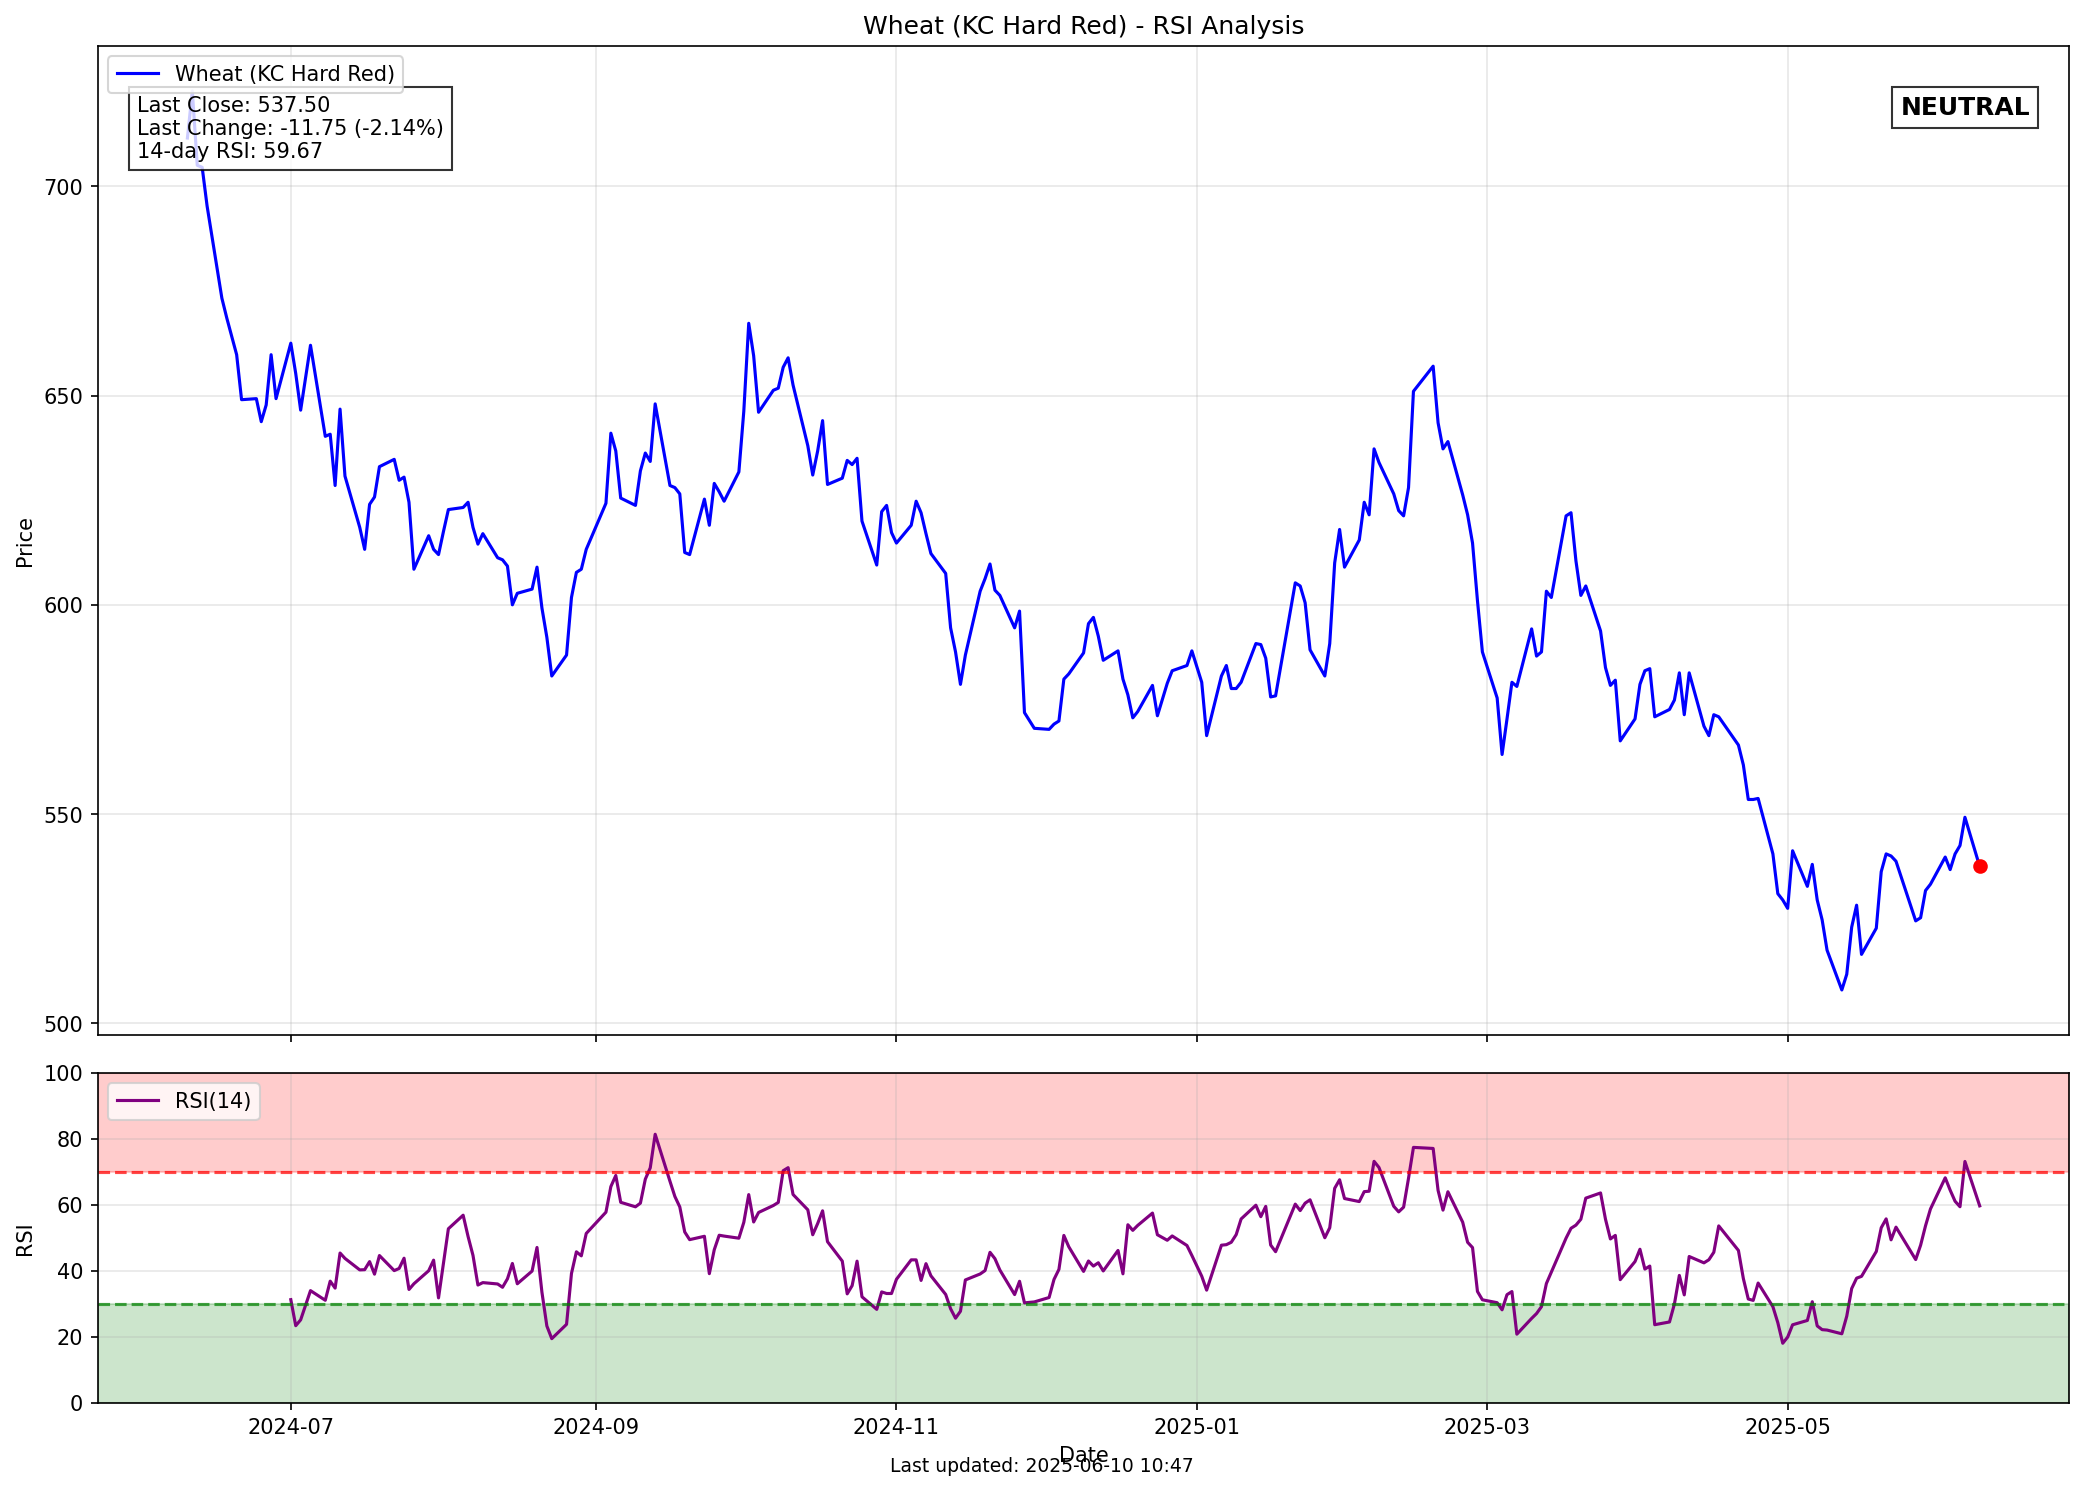 Wheat (KC Hard Red) - RSI Analysis
Wheat (KC Hard Red)
Last Close: 537.50
Last Change: -11.75 (-2.14%)
14-day RSI: 59.67
NEUTRAL
Price
700
650
600
550
500
RSI(14)
RSI
100
80
60
40
20
0
2024-07
2024-09
2024-11
2025-01
2025-03
2025-05
Date
Last updated: 2025-06-10 10:47